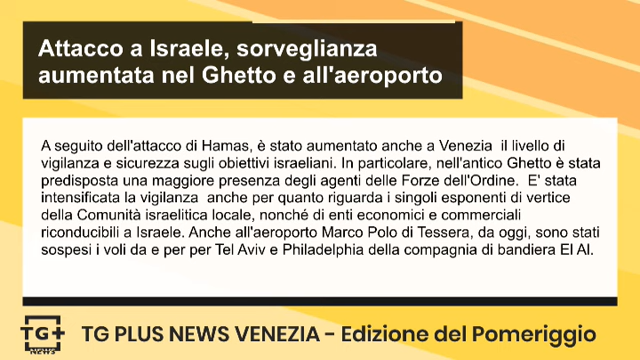 Attacco a Israele, sorveglianza
aumentata nel Ghetto e all'aeroporto
A seguito dell'attacco di Hamas, è stato aumentato anche a Venezia  il livello di
vigilanza e sicurezza sugli obiettivi israeliani. In particolare, nell'antico Ghetto è stata
predisposta una maggiore presenza degli agenti delle Forze dell'Ordine.  E' stata
intensificata la vigilanza  anche per quanto riguarda i singoli esponenti di vertice
della Comunità israelitica locale, nonché di enti economici e commerciali
riconducibili a Israele. Anche all'aeroporto Marco Polo di Tessera, da oggi, sono stati
sospesi i voli da e per per Tel Aviv e Philadelphia della compagnia di bandiera El Al.
TG+
NEWS
TG PLUS NEWS VENEZIA - Edizione del Pomeriggio